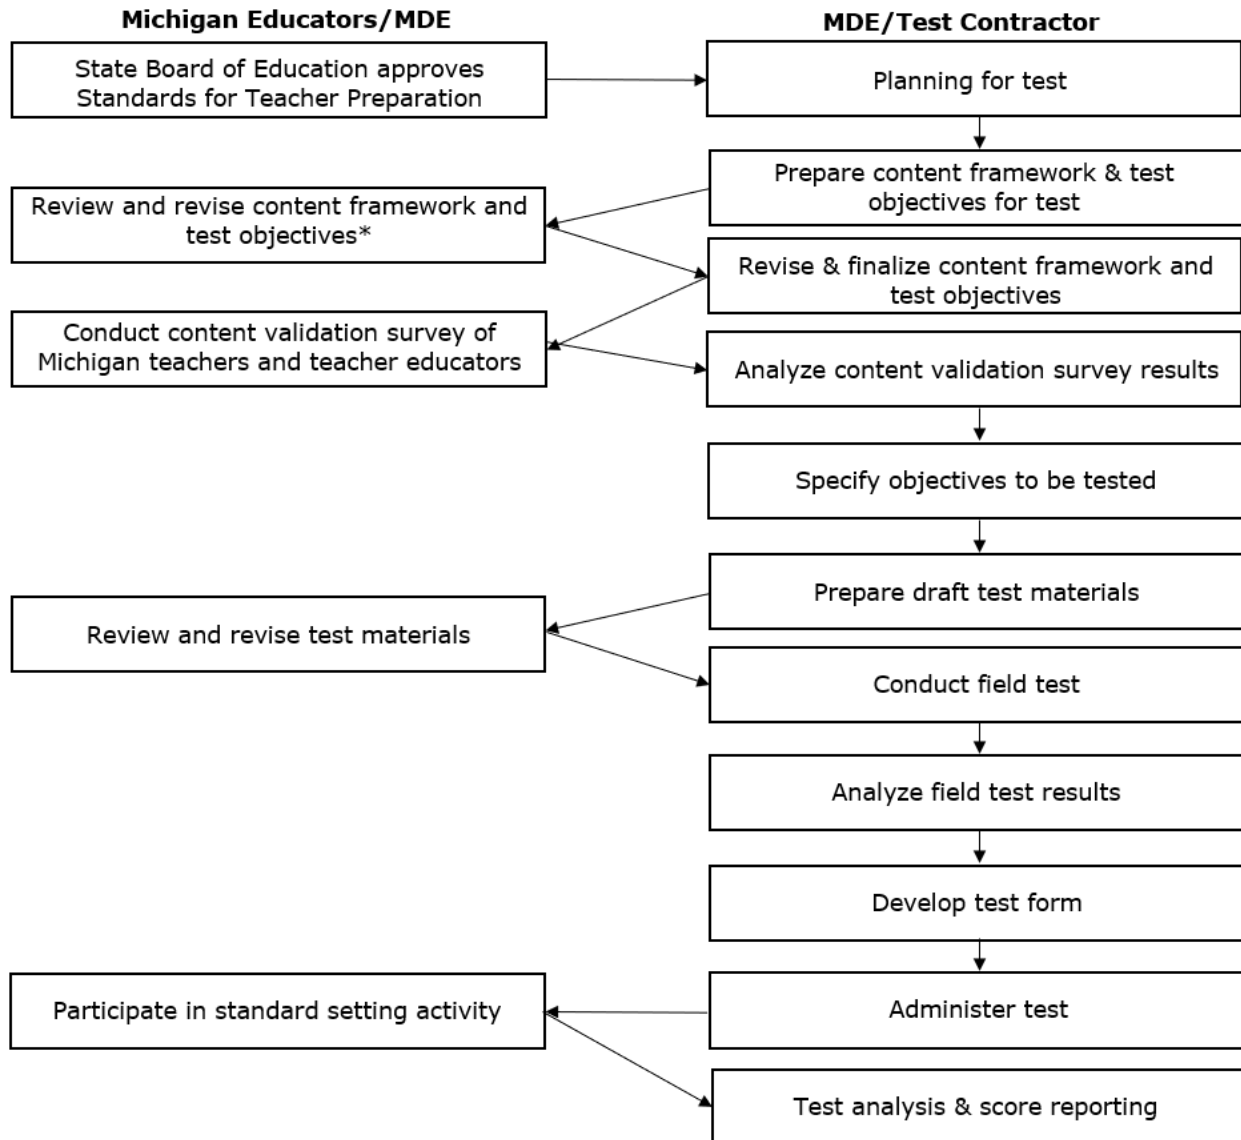 Michigan Educators/MDE
MDE/Test Contractor
State Board of Education approves
Standards for Teacher Preparation
Planning for test
Prepare content framework & test
objectives for test
Review and revise content framework and
test objectives*
Revise & finalize content framework and
test objectives
Conduct content validation survey of
Michigan teachers and teacher educators
Analyze content validation survey results
Specify objectives to be tested
Prepare draft test materials
Review and revise test materials
Conduct field test
Analyze field test results
Develop test form
Administer test
Participate in standard setting activity
Test analysis & score reporting